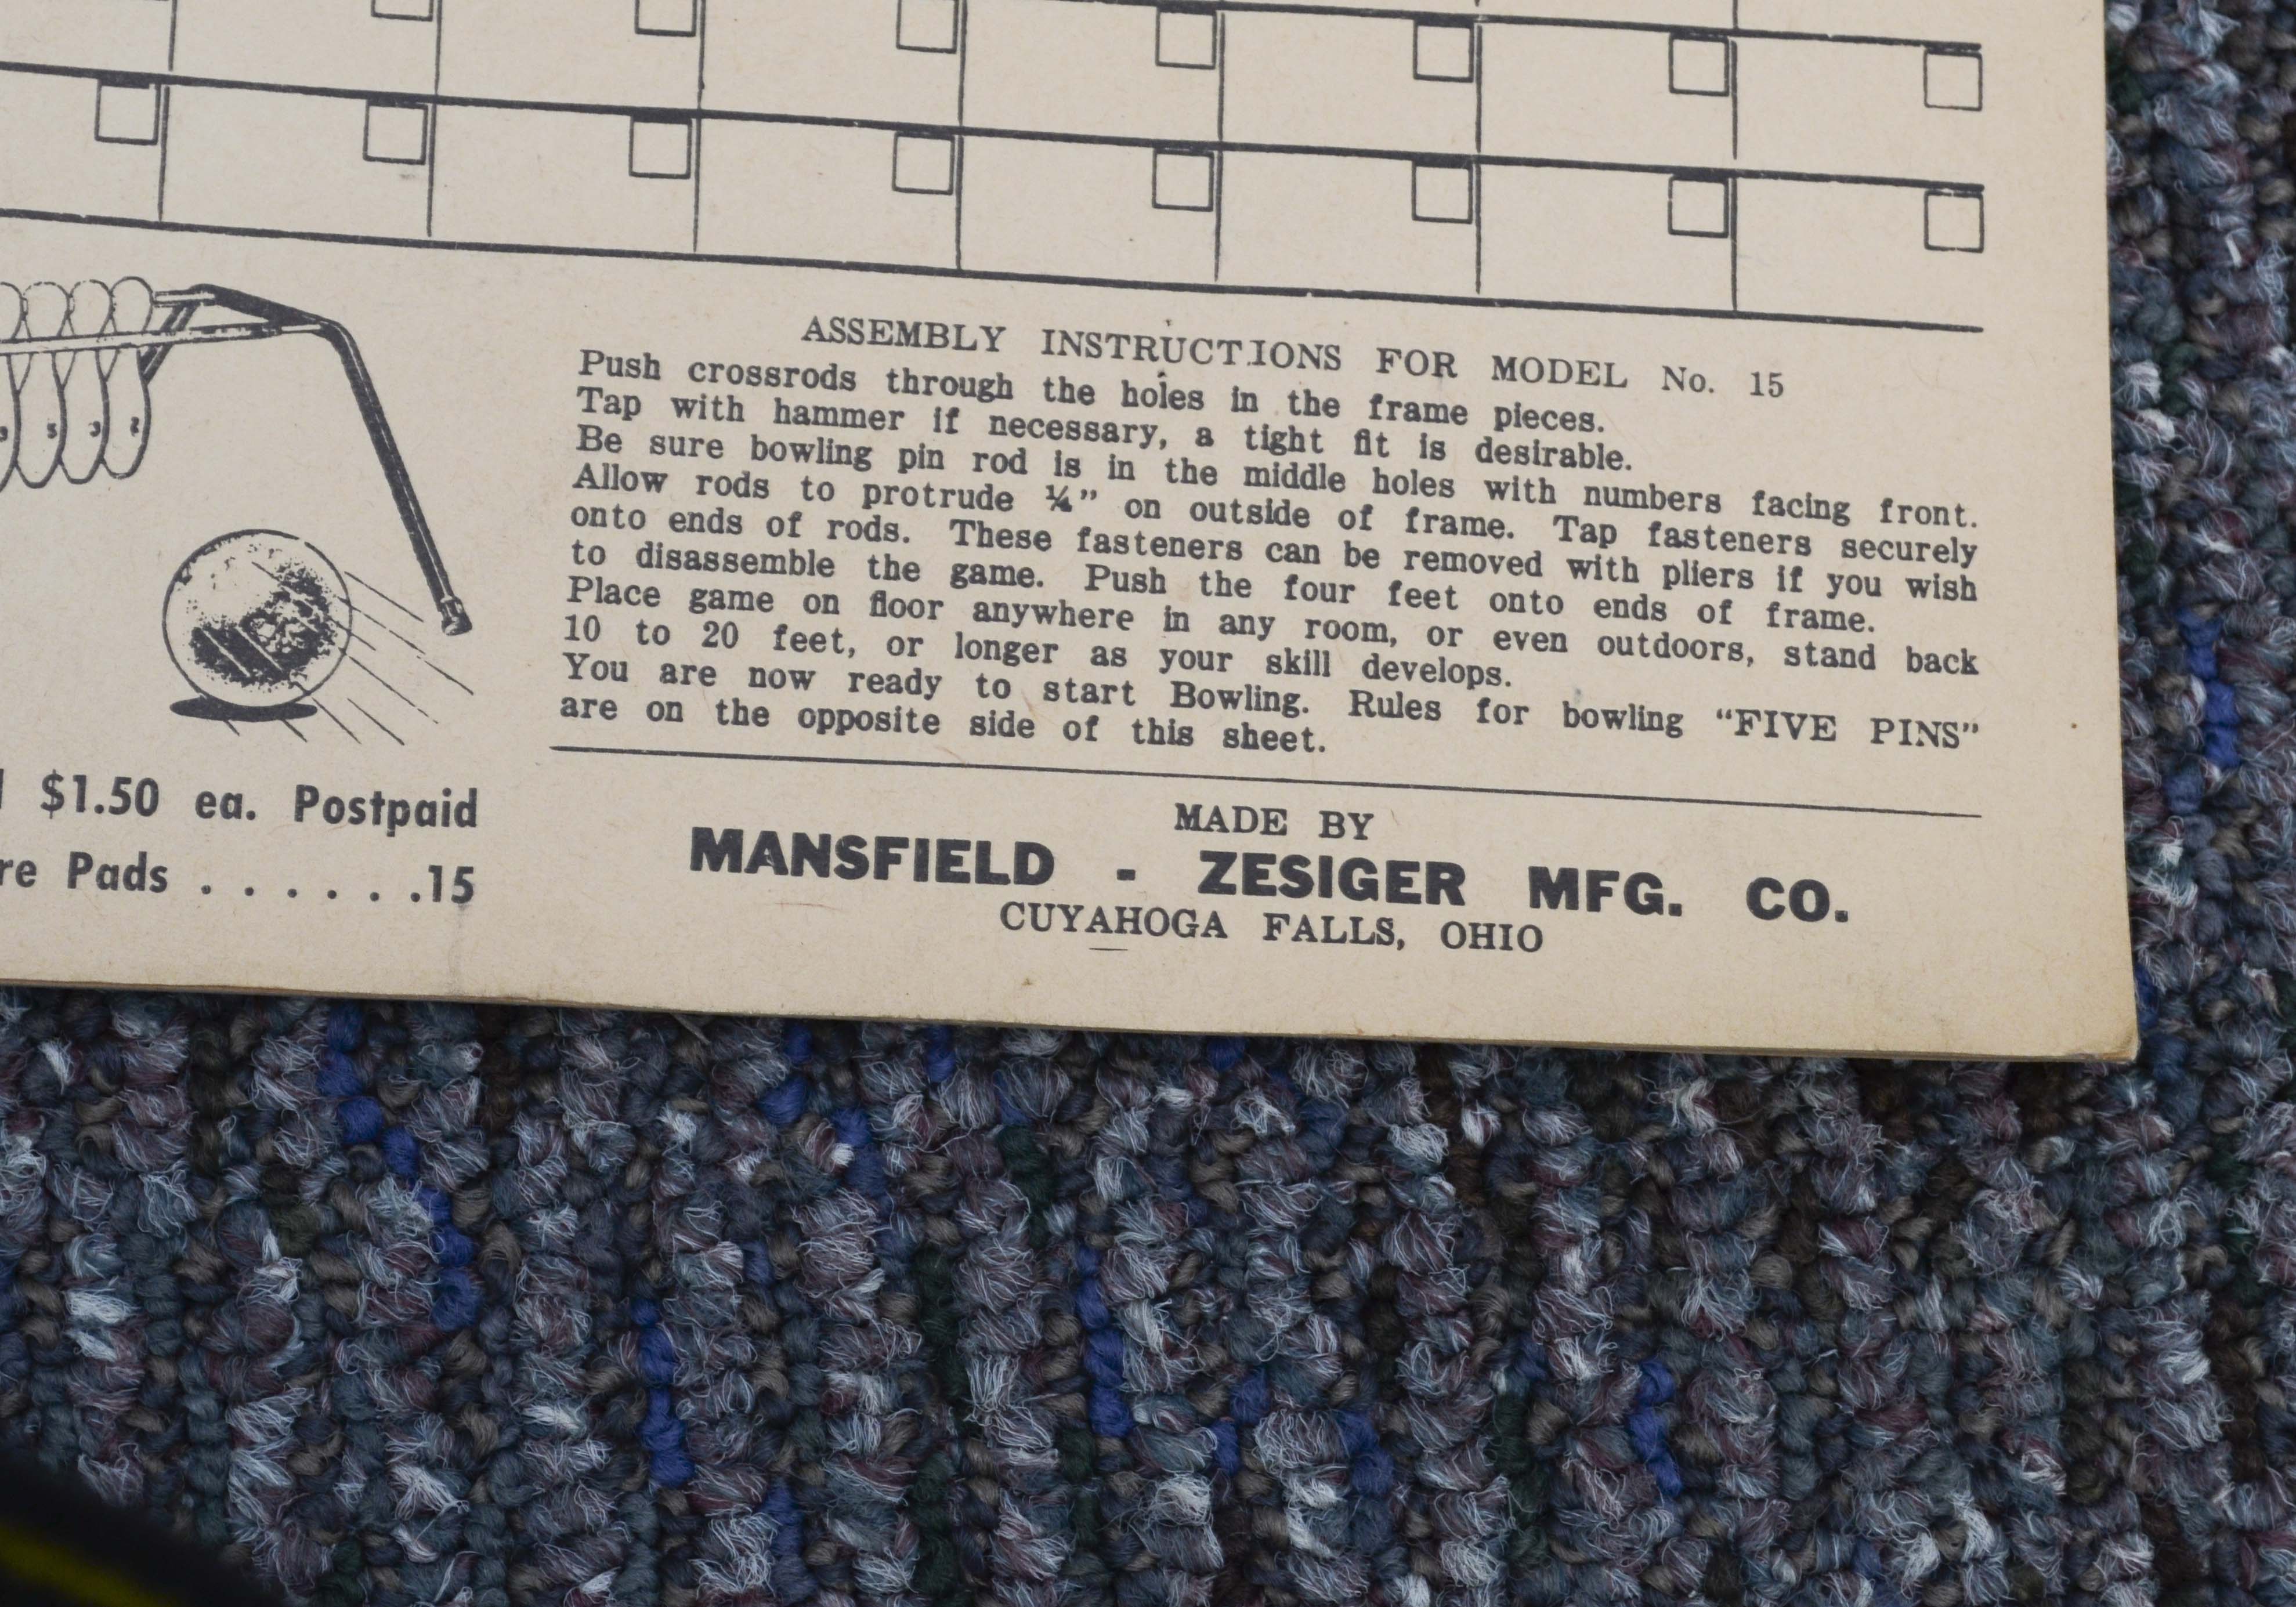 ASSEMBLY INSTRUCTIONS FOR MODEL No. 15
Push crossrods through the holes in the frame pieces.
Tap with hammer if necessary, a tight fit is desirable.
Be sure bowling pin rod is in the middle holes with numbers facing front.
Allow rods to protrude ¼” on outside of frame. Tap fasteners securely
onto ends of rods. These fasteners can be removed with pliers if you wish
to disassemble the game. Push the four feet onto ends of frame.
Place game on floor anywhere in any room, or even outdoors, stand back
10 to 20 feet, or longer as your skill develops.
You are now ready to start Bowling. Rules for bowling “FIVE PINS”
are on the opposite side of this sheet.
5 3 2
$1.50 ea. Postpaid
re Pads . . . . . . .15
MADE BY
MANSFIELD - ZESIGER MFG. CO.
CUYAHOGA FALLS, OHIO